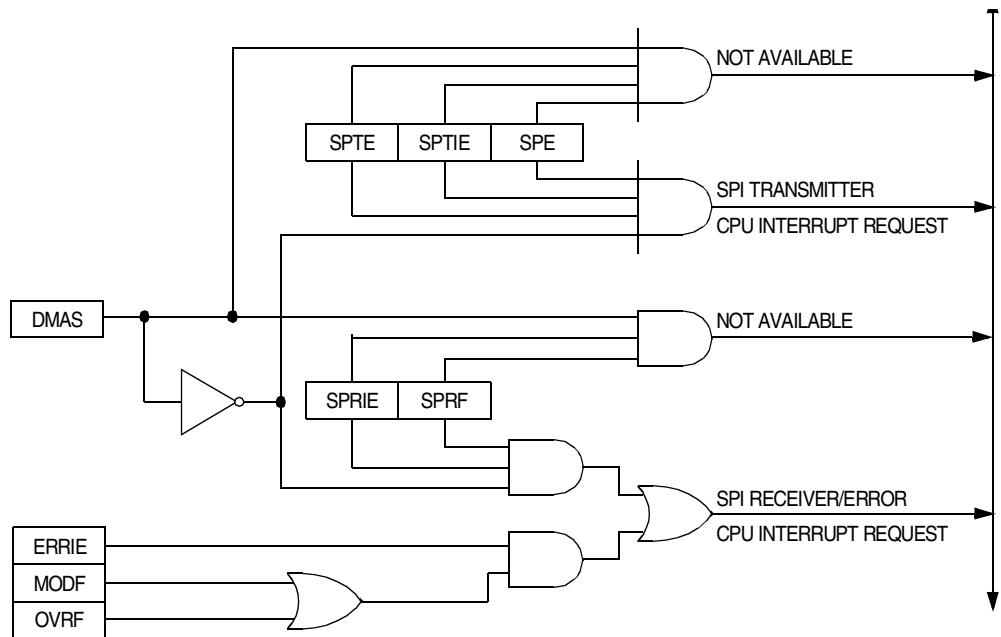 NOT AVAILABLE
SPTE SPTIE SPE
SPI TRANSMITTER
CPU INTERRUPT REQUEST
DMAS
NOT AVAILABLE
SPRIE SPRF
SPI RECEIVER/ERROR
CPU INTERRUPT REQUEST
ERRIE
MODF
OVRF